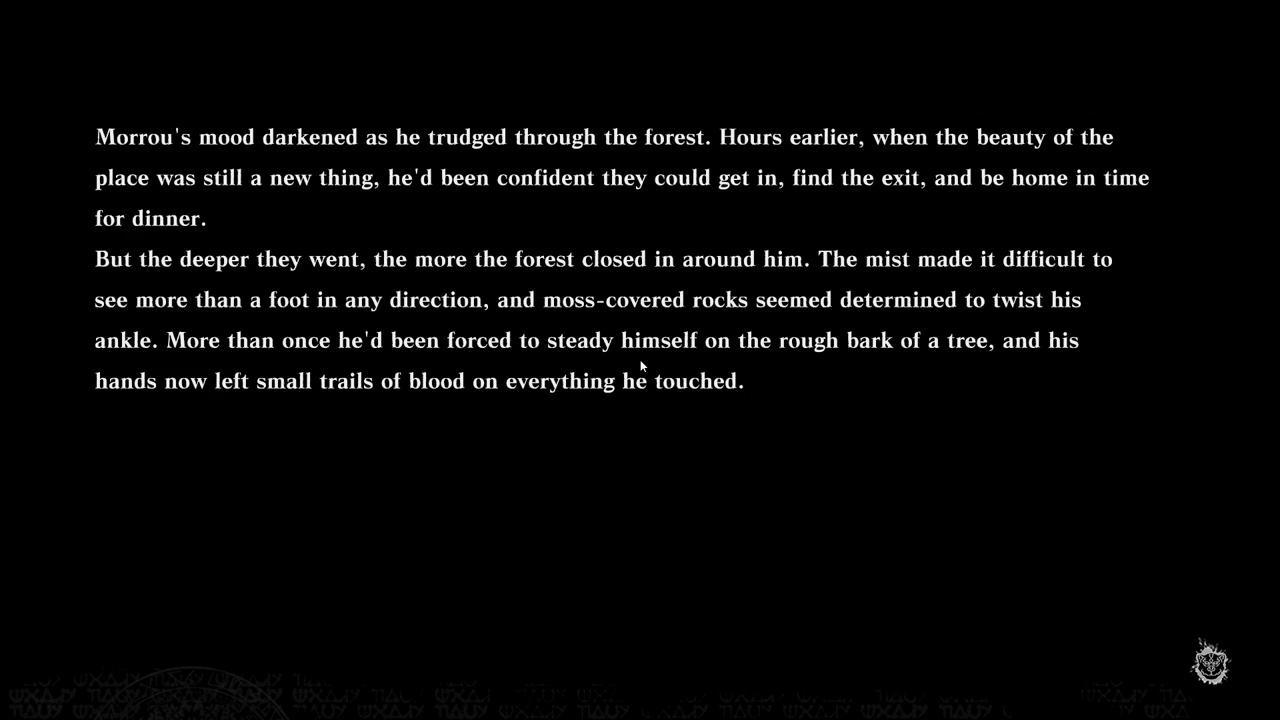 Morrou's mood darkened as he trudged through the forest. Hours earlier, when the beauty of the
place was still a new thing, he'd been confident they could get in, find the exit, and be home in time
for dinner.
But the deeper they went, the more the forest closed in around him. The mist made it difficult to
see more than a foot in any direction, and moss-covered rocks seemed determined to twist his
ankle. More than once he'd been forced to steady himself on the rough bark of a tree, and his
hands now left small trails of blood on everything he touched.